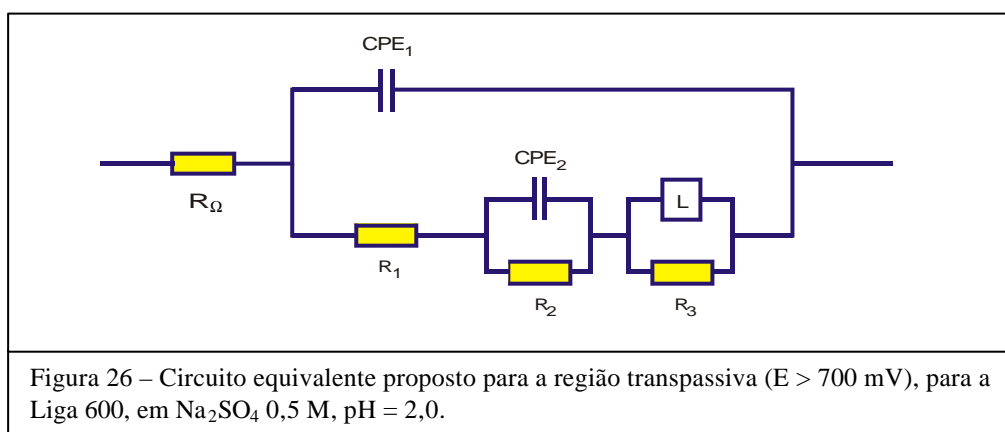 CPE₁
CPE₂
L
R_Ω
R₁
R₂
R₃
Figura 26 – Circuito equivalente proposto para a região transpassiva (E > 700 mV), para a
Liga 600, em Na₂SO₄ 0,5 M, pH = 2,0.